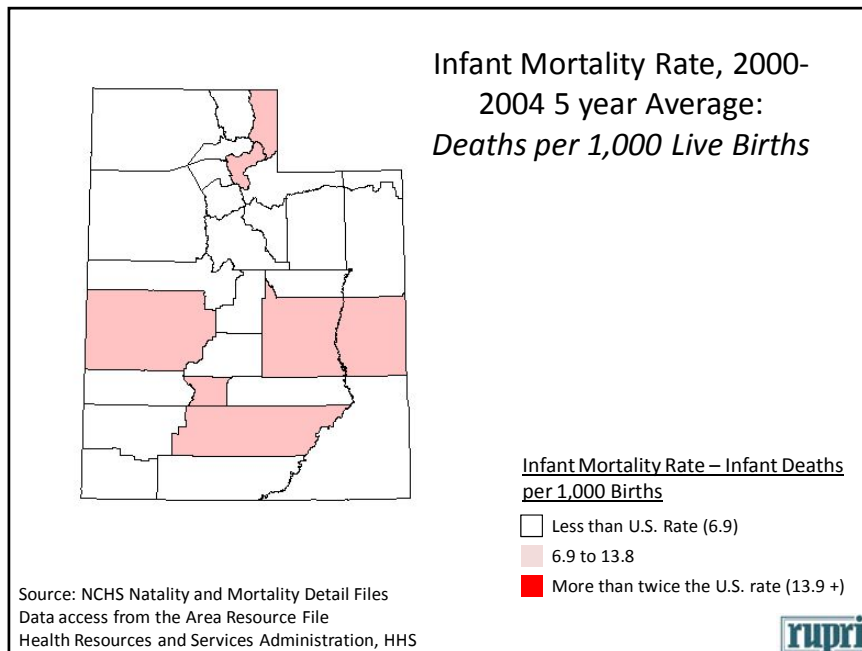 Infant Mortality Rate, 2000-
2004 5 year Average:
Deaths per 1,000 Live Births
Infant Mortality Rate – Infant Deaths
per 1,000 Births
Less than U.S. Rate (6.9)
6.9 to 13.8
More than twice the U.S. rate (13.9 +)
Source: NCHS Natality and Mortality Detail Files
Data access from the Area Resource File
Health Resources and Services Administration, HHS
rupri